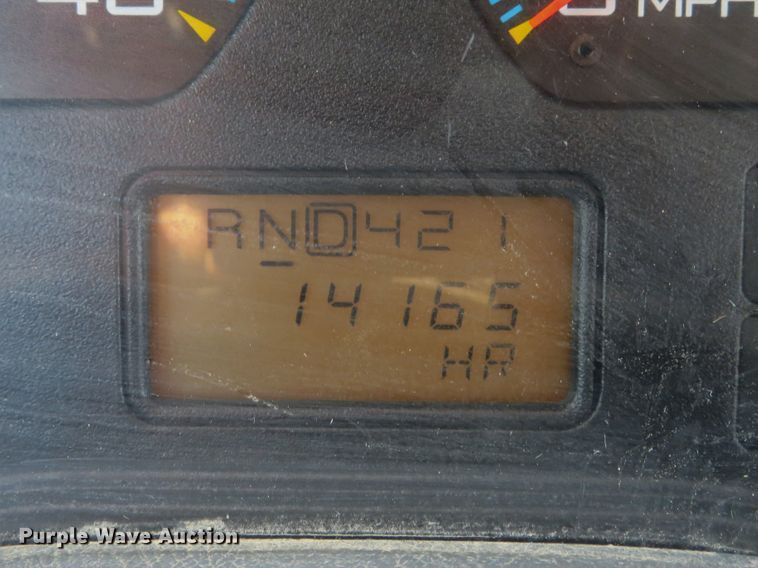 MPH
RND421
14165
HR
Purple Wave Auction